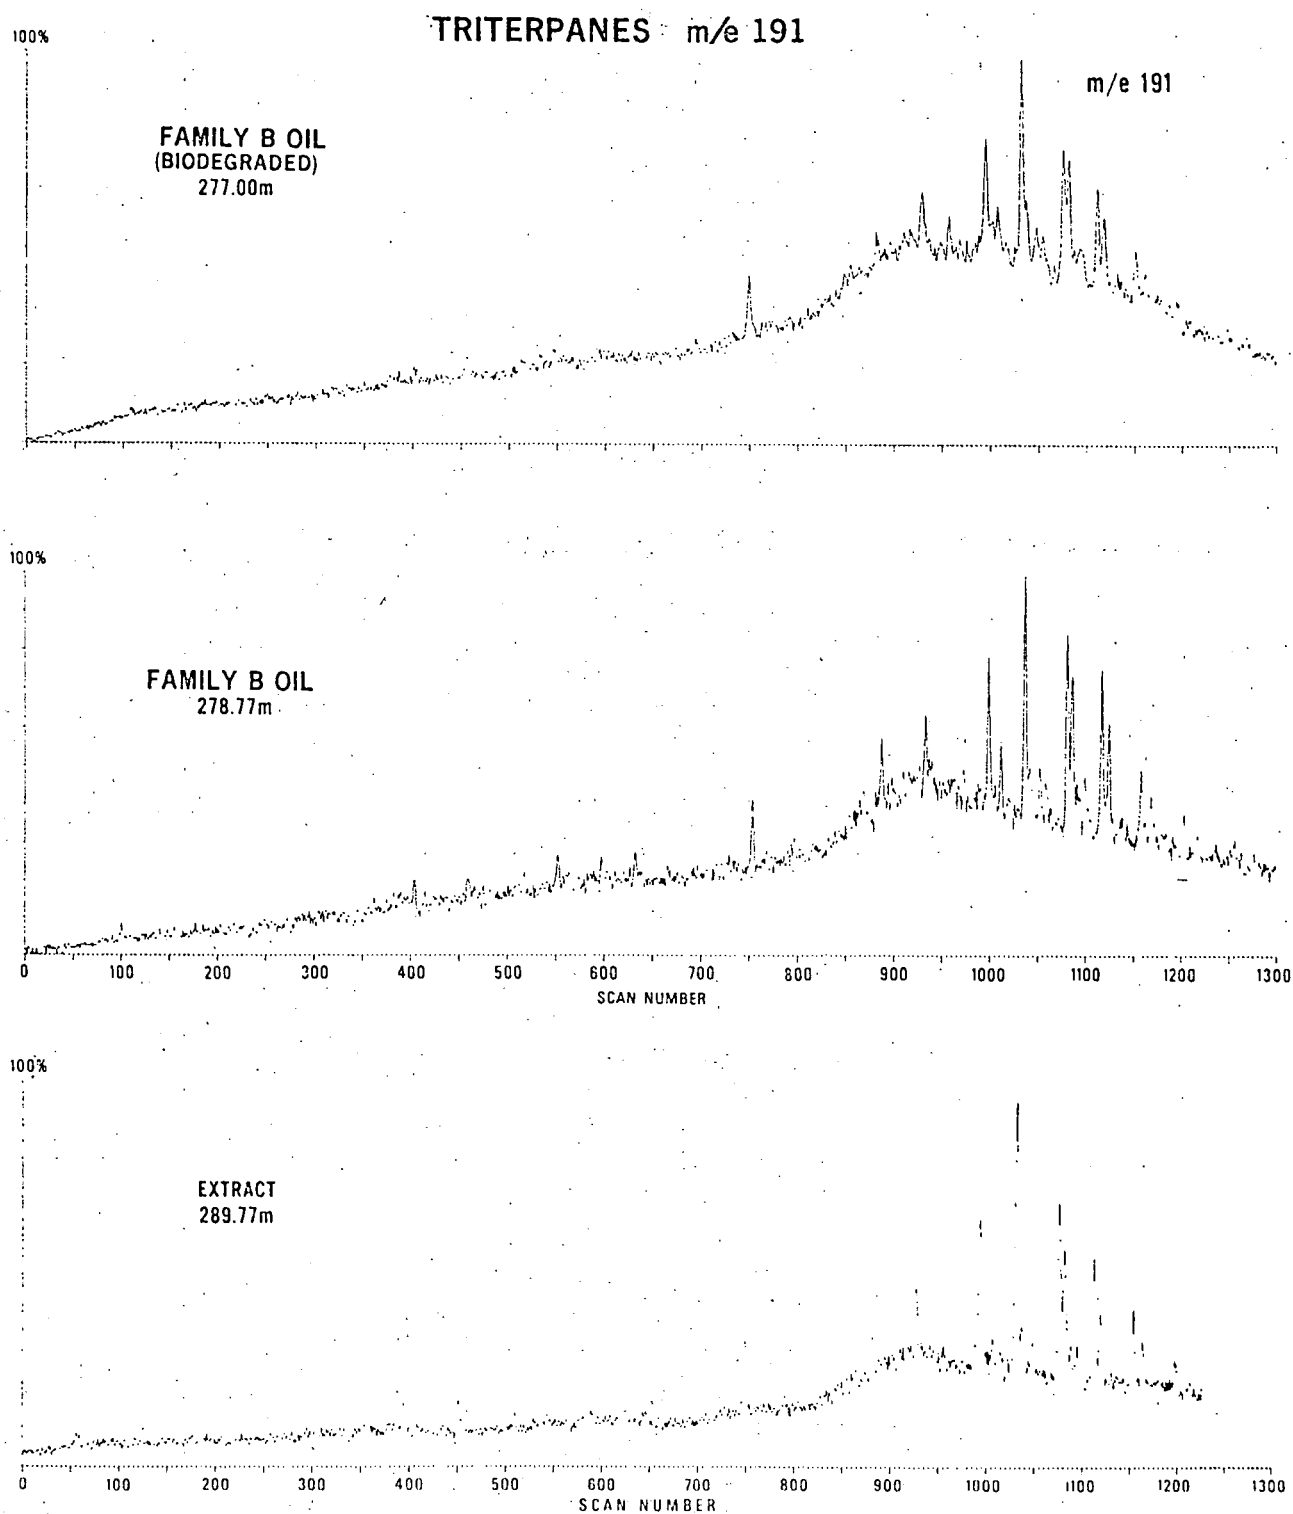 TRITERPANES m/e 191
100%
m/e 191
FAMILY B OIL
(BIODEGRADED)
277.00m
100%
FAMILY B OIL
278.77m
0 100 200 300 400 500 600 700 800 900 1000 1100 1200 1300
SCAN NUMBER
100%
EXTRACT
289.77m
0 100 200 300 400 500 600 700 800 900 1000 1100 1200 1300
SCAN NUMBER